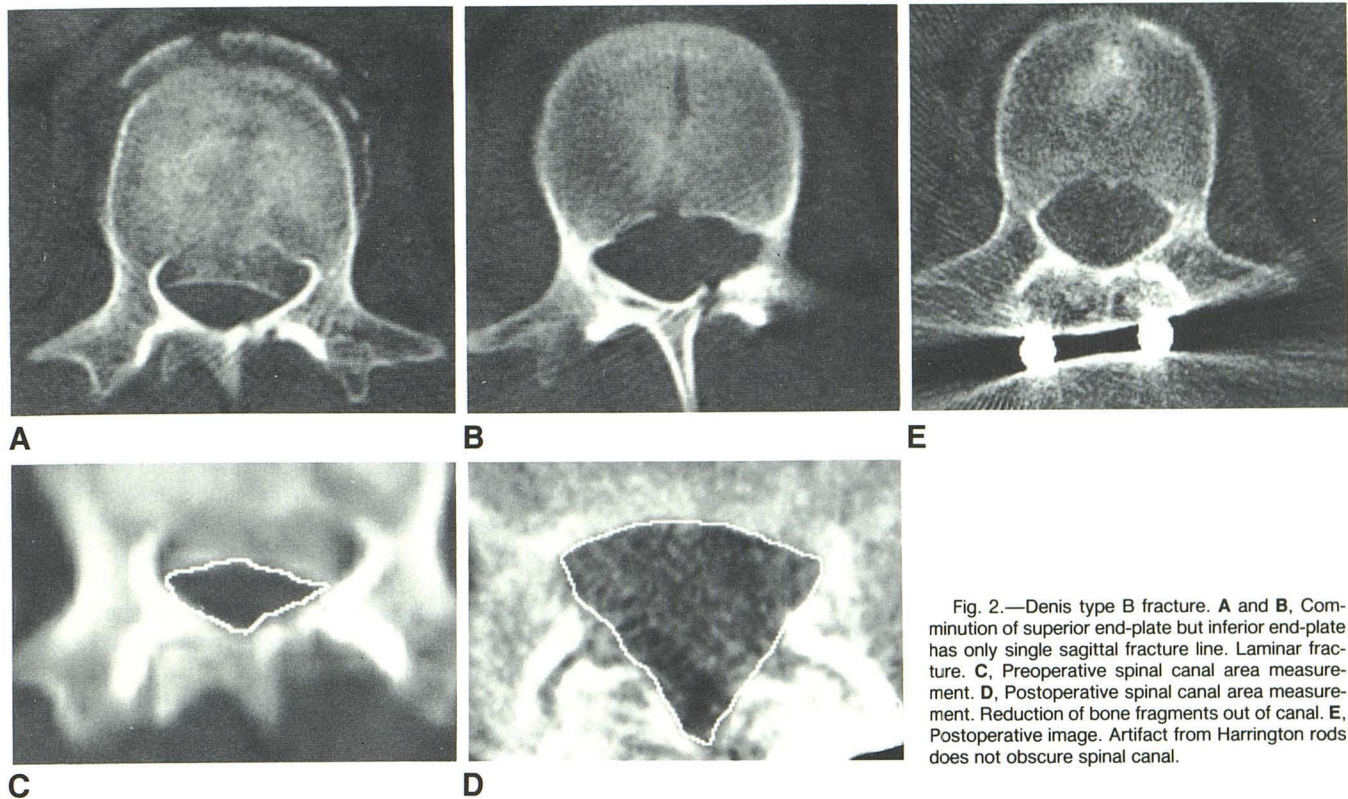 A
B
E
C
D
Fig. 2.—Denis type B fracture. A and B, Com-
minution of superior end-plate but inferior end-plate
has only single sagittal fracture line. Laminar frac-
ture. C, Preoperative spinal canal area measure-
ment. D, Postoperative spinal canal area measure-
ment. Reduction of bone fragments out of canal. E,
Postoperative image. Artifact from Harrington rods
does not obscure spinal canal.